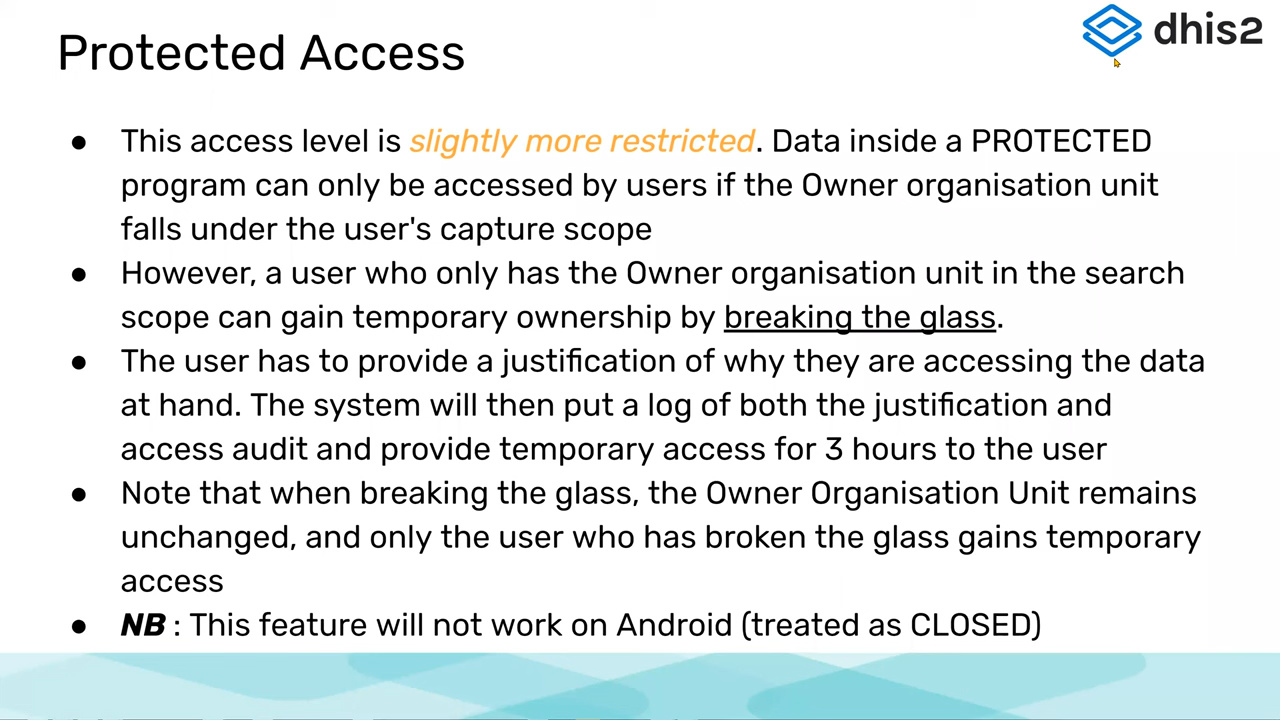 Protected Access
dhis2
● This access level is slightly more restricted. Data inside a PROTECTED
program can only be accessed by users if the Owner organisation unit
falls under the user's capture scope
● However, a user who only has the Owner organisation unit in the search
scope can gain temporary ownership by breaking the glass.
● The user has to provide a justification of why they are accessing the data
at hand. The system will then put a log of both the justification and
access audit and provide temporary access for 3 hours to the user
● Note that when breaking the glass, the Owner Organisation Unit remains
unchanged, and only the user who has broken the glass gains temporary
access
● NB : This feature will not work on Android (treated as CLOSED)